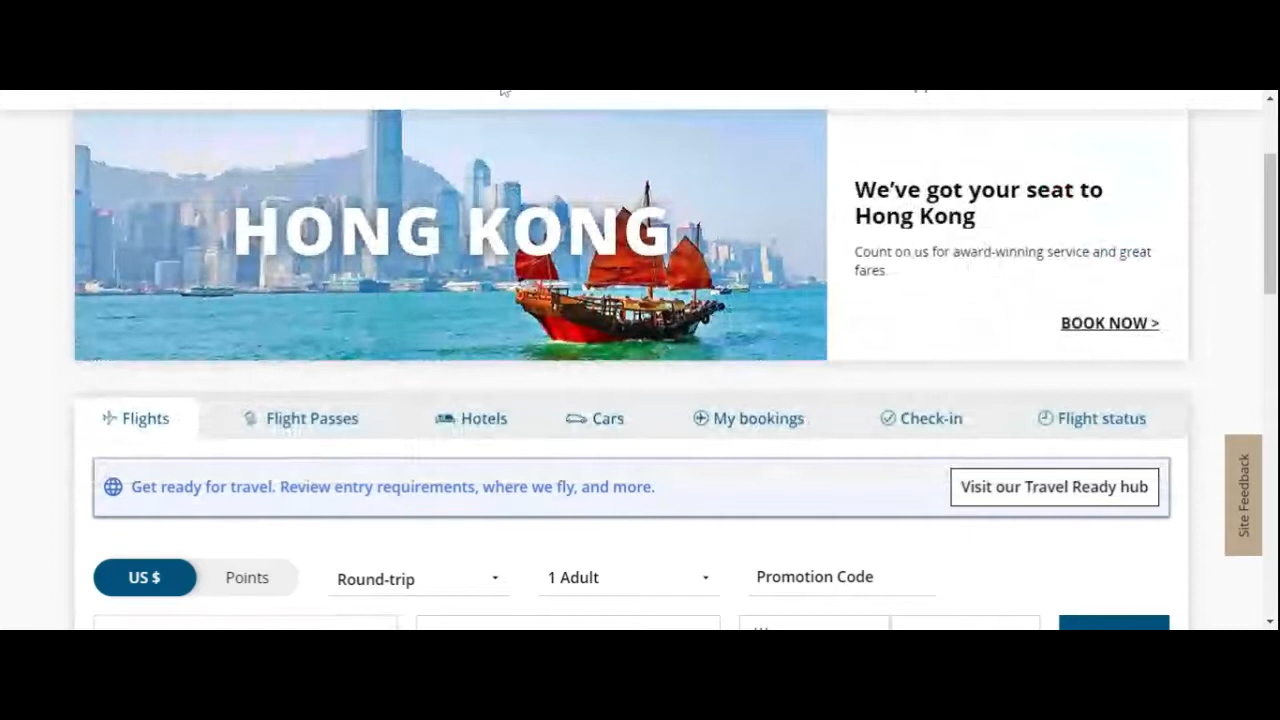 HONG KONG
We've got your seat to
Hong Kong
Count on us for award-winning service and great
fares.
BOOK NOW >
Flights
Flight Passes
Hotels
Cars
My bookings
Check-in
Flight status
Get ready for travel. Review entry requirements, where we fly, and more.
Visit our Travel Ready hub
Site Feedback
US $
Points
Round-trip
1 Adult
Promotion Code